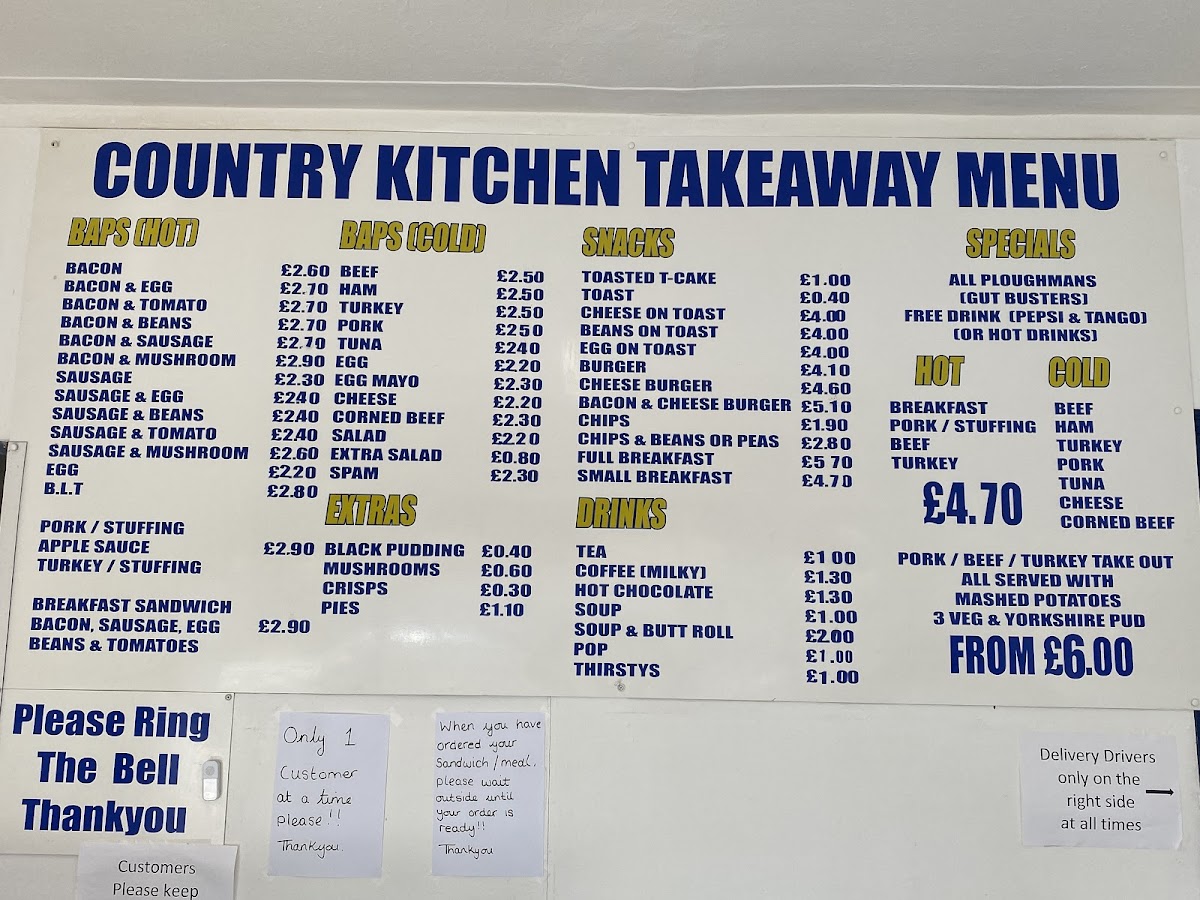 COUNTRY KITCHEN TAKEAWAY MENU
BAPS (HOT)
BACON £2.60
BACON & EGG £2.70
BACON & TOMATO £2.70
BACON & BEANS £2.70
BACON & SAUSAGE £2.70
BACON & MUSHROOM £2.90
SAUSAGE £2.30
SAUSAGE & EGG £240
SAUSAGE & BEANS £2.40
SAUSAGE & TOMATO £2.40
SAUSAGE & MUSHROOM £2.60
EGG £2.20
B.L.T £2.80
PORK / STUFFING
APPLE SAUCE £2.90
TURKEY / STUFFING
BREAKFAST SANDWICH
BACON, SAUSAGE, EGG £2.90
BEANS & TOMATOES
BAPS (COLD)
BEEF £2.50
HAM £2.50
TURKEY £2.50
PORK £250
TUNA £240
EGG £2.20
EGG MAYO £2.30
CHEESE £2.20
CORNED BEEF £2.30
SALAD £2.20
EXTRA SALAD £0.80
SPAM £2.30
EXTRAS
BLACK PUDDING £0.40
MUSHROOMS £0.60
CRISPS £0.30
PIES £1.10
SNACKS
TOASTED T-CAKE £1.00
TOAST £0.40
CHEESE ON TOAST £4.00
BEANS ON TOAST £4.00
EGG ON TOAST £4.00
BURGER £4.10
CHEESE BURGER £4.60
BACON & CHEESE BURGER £5.10
CHIPS £1.90
CHIPS & BEANS OR PEAS £2.80
FULL BREAKFAST £5 70
SMALL BREAKFAST £4.70
DRINKS
TEA £1 00
COFFEE (MILKY) £1.30
HOT CHOCOLATE £1.30
SOUP £1.00
SOUP & BUTT ROLL £2.00
POP £1.00
THIRSTYS £1.00
SPECIALS
ALL PLOUGHMANS
(GUT BUSTERS)
FREE DRINK (PEPSI & TANGO)
(OR HOT DRINKS)
HOT
BREAKFAST
PORK / STUFFING
BEEF
TURKEY
£4.70
COLD
BEEF
HAM
TURKEY
PORK
TUNA
CHEESE
CORNED BEEF
PORK / BEEF / TURKEY TAKE OUT
ALL SERVED WITH
MASHED POTATOES
3 VEG & YORKSHIRE PUD
FROM £6.00
Please Ring
The Bell
Thankyou
Customers
Please keep
Only 1
Customer
at a time
please!!
Thankyou.
When you have
ordered your
Sandwich/meal,
please wait
outside until
your order is
ready!!
Thankyou
Delivery Drivers
only on the
right side
at all times